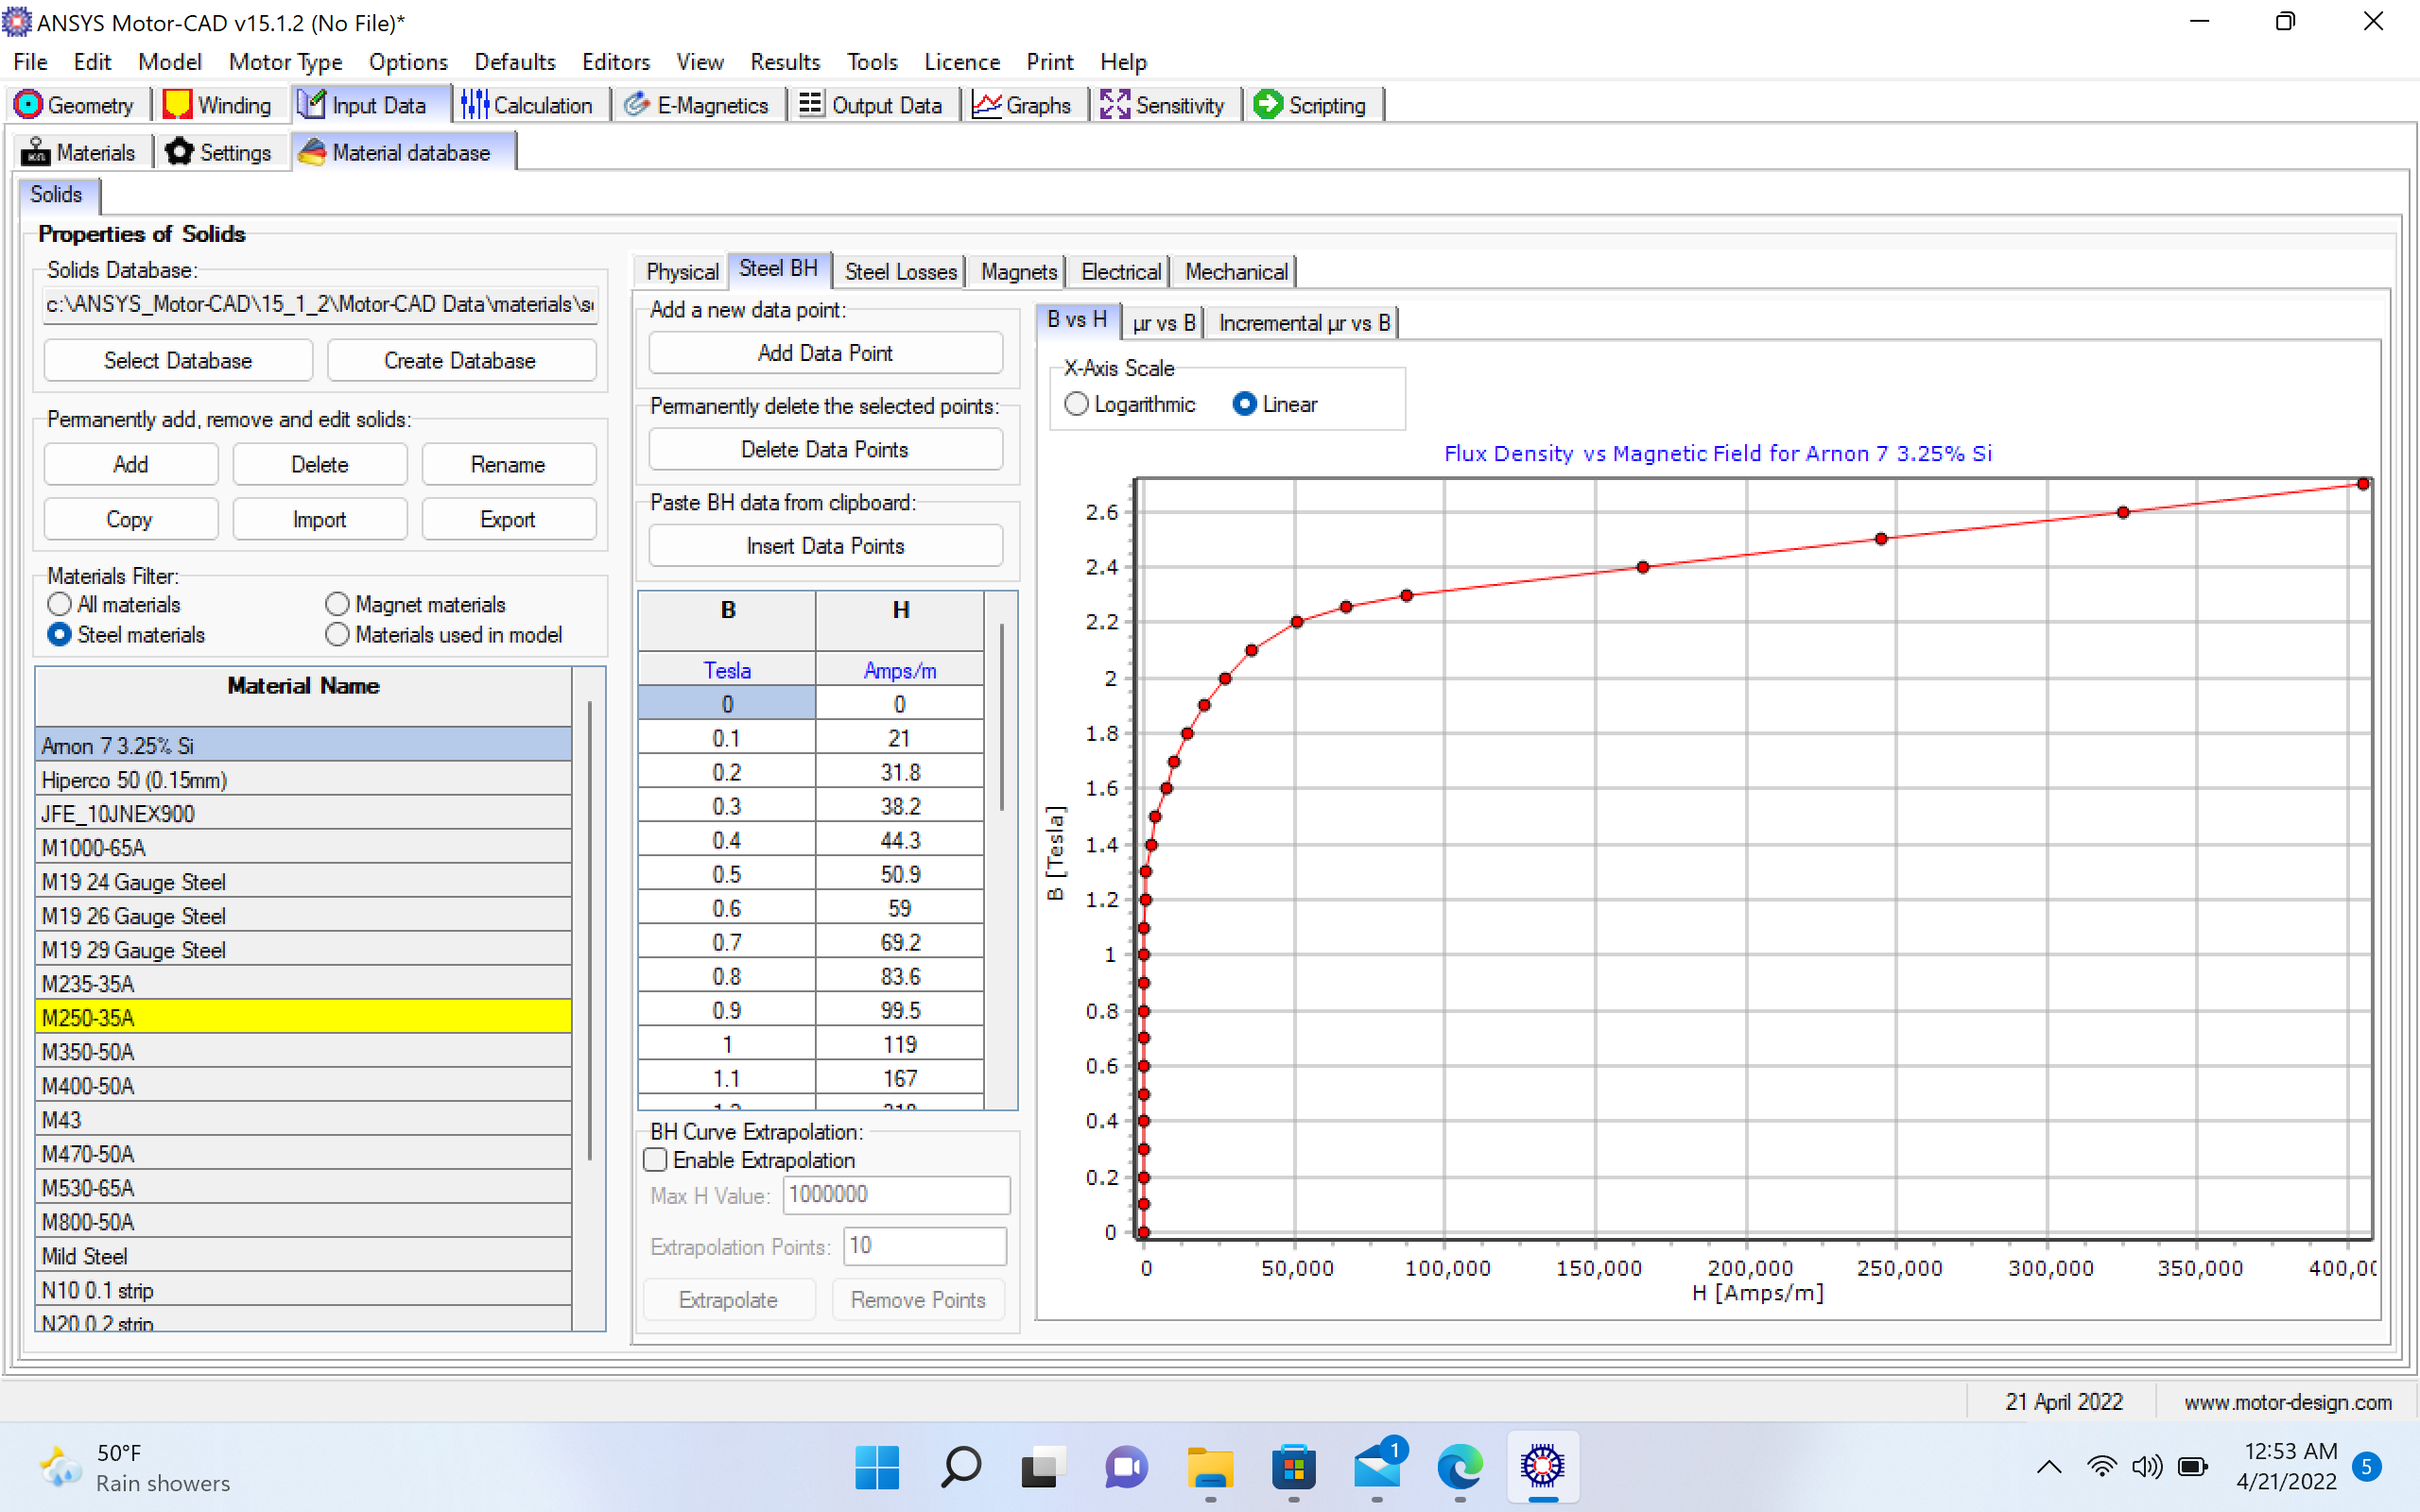 ANSYS Motor-CAD v15.1.2 (No File)*
File Edit Model Motor Type Options Defaults Editors View Results Tools Licence Print Help
Geometry Winding Input Data Calculation E-Magnetics Output Data Graphs Sensitivity Scripting
Materials Settings Material database
Solids
Properties of Solids
Solids Database:
c:\ANSYS_Motor-CAD\15_1_2\Motor-CAD Data\materials\s
Select Database Create Database
Permanently add, remove and edit solids:
Add Delete Rename
Copy Import Export
Materials Filter:
All materials Magnet materials
Steel materials Materials used in model
Material Name
Arnon 7 3.25% Si
Hiperco 50 (0.15mm)
JFE_10JNEX900
M1000-65A
M19 24 Gauge Steel
M19 26 Gauge Steel
M19 29 Gauge Steel
M235-35A
M250-35A
M350-50A
M400-50A
M43
M470-50A
M530-65A
M800-50A
Mild Steel
N10 0.1 strip
N20 0.2 strip
Physical Steel BH Steel Losses Magnets Electrical Mechanical
Add a new data point:
Add Data Point
Permanently delete the selected points:
Delete Data Points
Paste BH data from clipboard:
Insert Data Points
B H
Tesla Amps/m
0 0
0.1 21
0.2 31.8
0.3 38.2
0.4 44.3
0.5 50.9
0.6 59
0.7 69.2
0.8 83.6
0.9 99.5
1 119
1.1 167
BH Curve Extrapolation:
Enable Extrapolation
Max H Value: 1000000
Extrapolation Points: 10
Extrapolate Remove Points
B vs H µr vs B Incremental µr vs B
X-Axis Scale
Logarithmic Linear
Flux Density vs Magnetic Field for Arnon 7 3.25% Si
2.6
2.4
2.2
2
1.8
1.6
1.4
1.2
1
0.8
0.6
0.4
0.2
0
B [Tesla]
0 50,000 100,000 150,000 200,000 250,000 300,000 350,000 400,0
H [Amps/m]
21 April 2022 www.motor-design.com
50°F
Rain showers
1
12:53 AM
4/21/2022
5